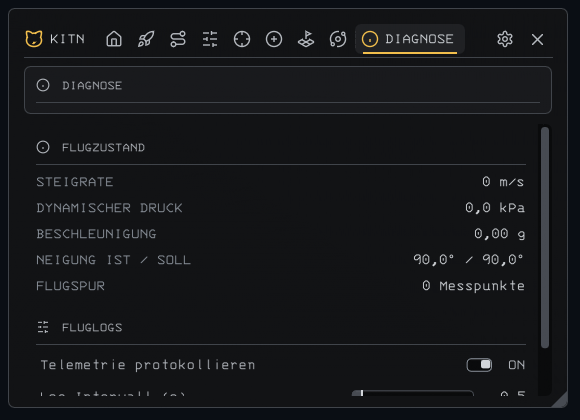 KITN DIAGNOSE
DIAGNOSE
FLUGZUSTAND
STEIGRATE 0 m/s
DYNAMISCHER DRUCK 0,0 kPa
BESCHLEUNIGUNG 0,00 g
NEIGUNG IST / SOLL 90,0° / 90,0°
FLUGSPUR 0 Messpunkte
FLUGLOGS
Telemetrie protokollieren ON